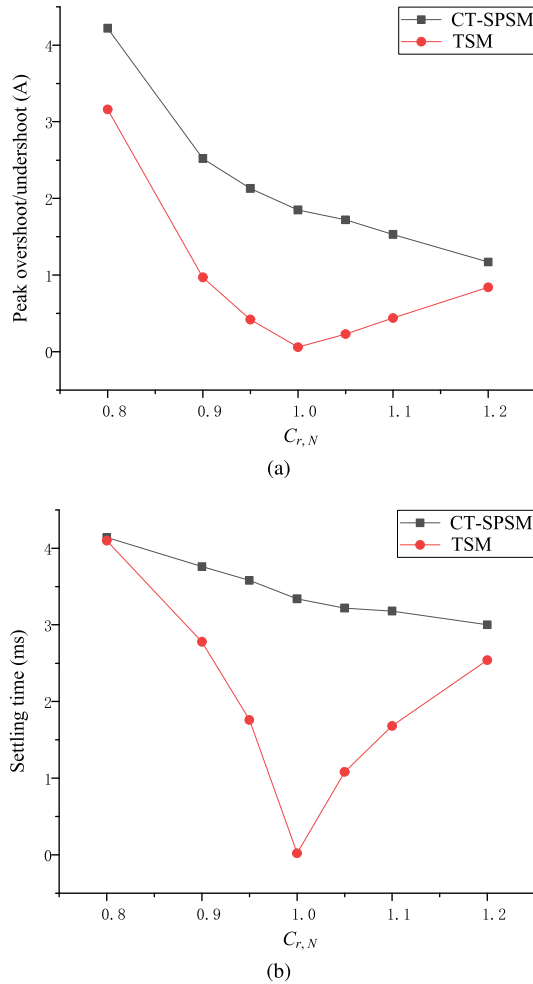 CT-SPSM
TSM
4
3
2
1
0
Peak overshoot/undershoot (A)
0.8 0.9 1.0 1.1 1.2
C_{r,N}
(a)
CT-SPSM
TSM
4
3
2
1
0
Settling time (ms)
0.8 0.9 1.0 1.1 1.2
C_{r,N}
(b)